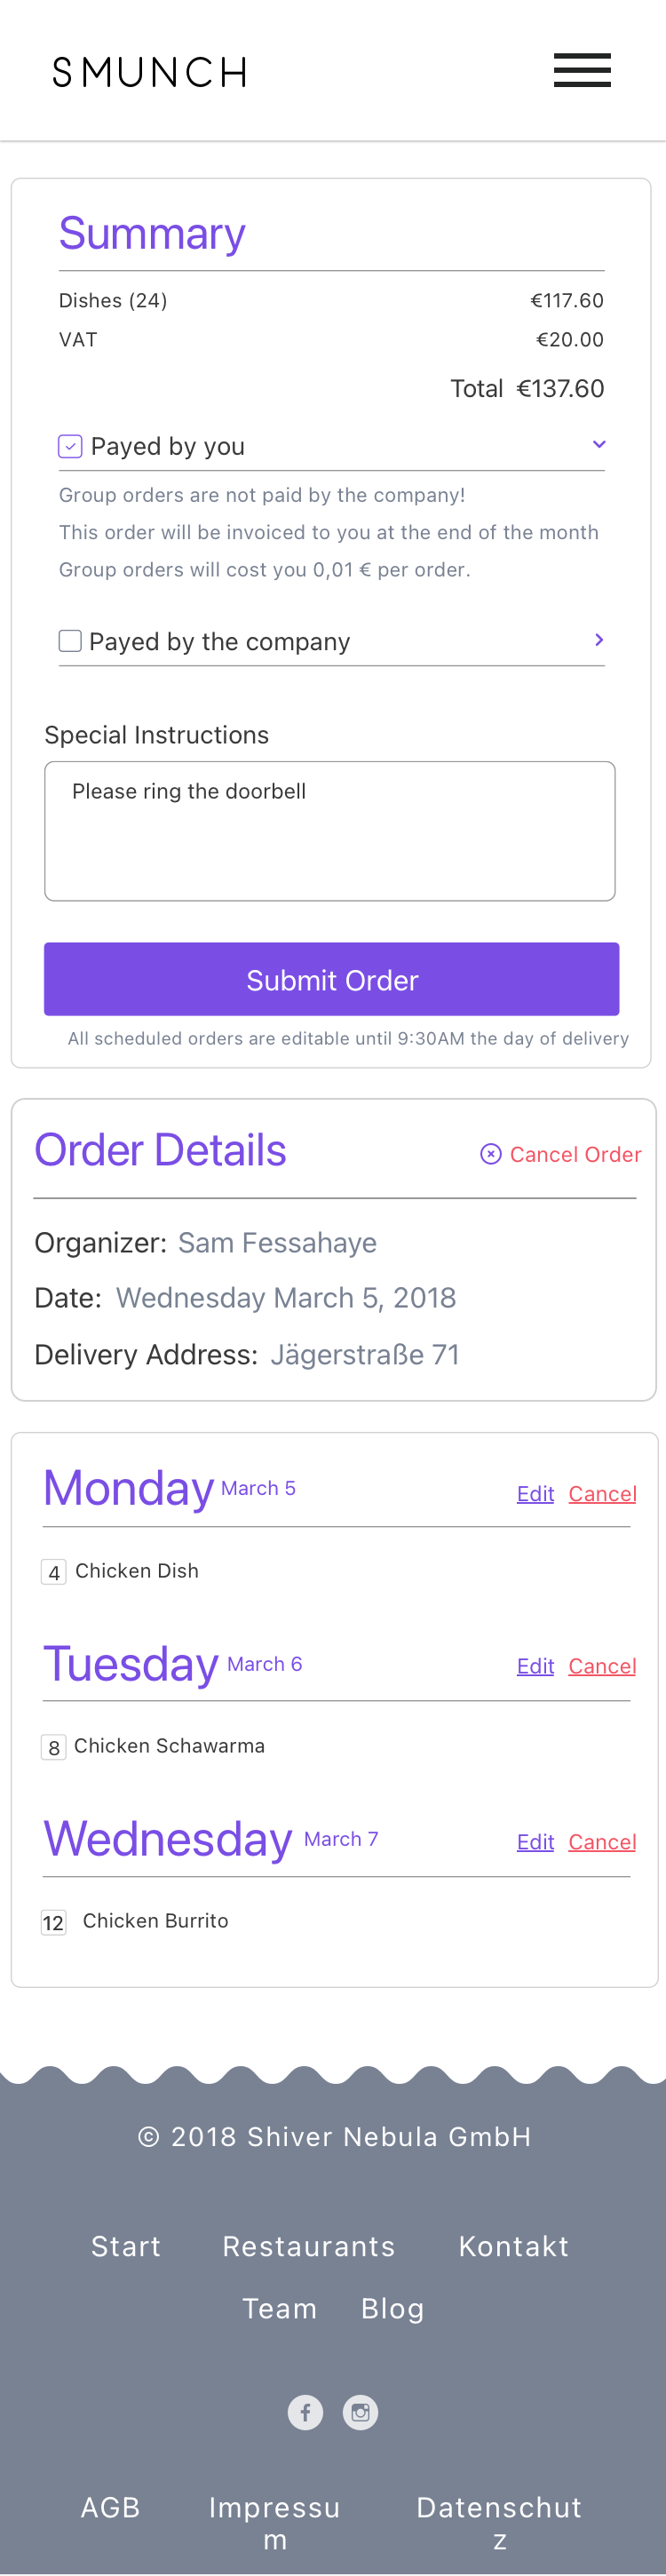 SMUNCH
Summary
Dishes (24) €117.60
VAT €20.00
Total €137.60
Payed by you
Group orders are not paid by the company!
This order will be invoiced to you at the end of the month
Group orders will cost you 0,01 € per order.
Payed by the company
Special Instructions
Please ring the doorbell
Submit Order
All scheduled orders are editable until 9:30AM the day of delivery
Order Details Cancel Order
Organizer: Sam Fessahaye
Date: Wednesday March 5, 2018
Delivery Address: Jägerstraße 71
Monday March 5 Edit Cancel
4 Chicken Dish
Tuesday March 6 Edit Cancel
8 Chicken Schawarma
Wednesday March 7 Edit Cancel
12 Chicken Burrito
© 2018 Shiver Nebula GmbH
Start Restaurants Kontakt
Team Blog
AGB Impressu Datenschut
m z